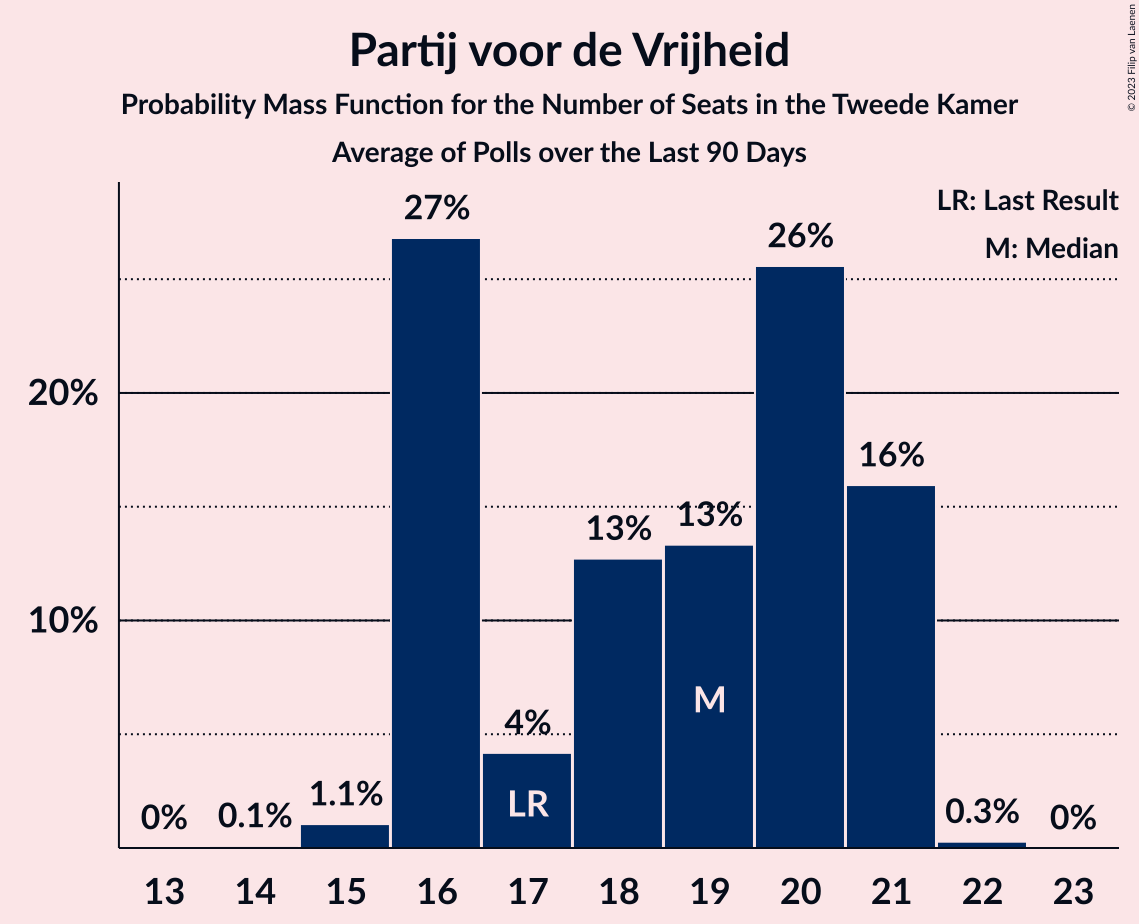 Partij voor de Vrijheid
Probability Mass Function for the Number of Seats in the Tweede Kamer
Average of Polls over the Last 90 Days
© 2023 Filip van Laenen
LR: Last Result
M: Median
27%
26%
20%
16%
13%
13%
10%
M
4%
LR
1.1%
0%
0.1%
0.3%
0%
13 14 15 16 17 18 19 20 21 22 23